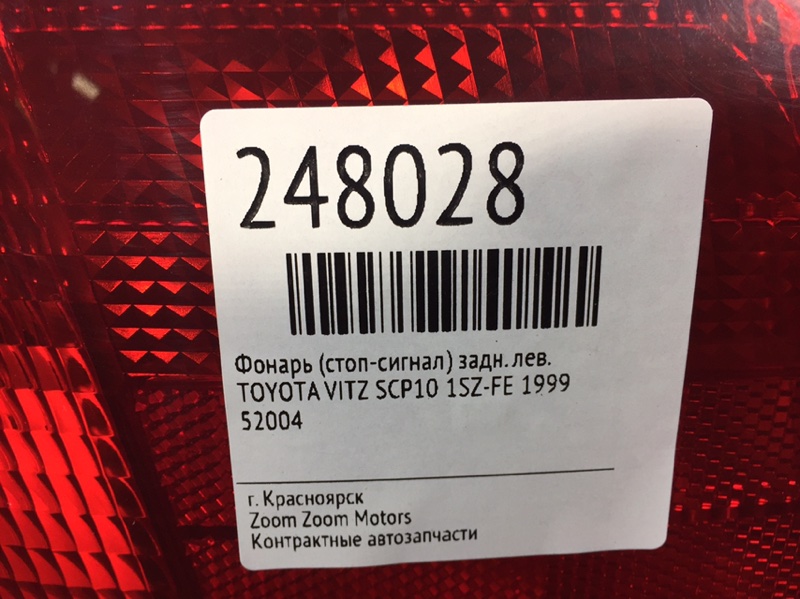 248028
Фонарь (стоп-сигнал) задн. лев.
TOYOTA VITZ SCP10 1SZ-FE 1999
52004
г. Красноярск
Zoom Zoom Motors
Контрактные автозапчасти